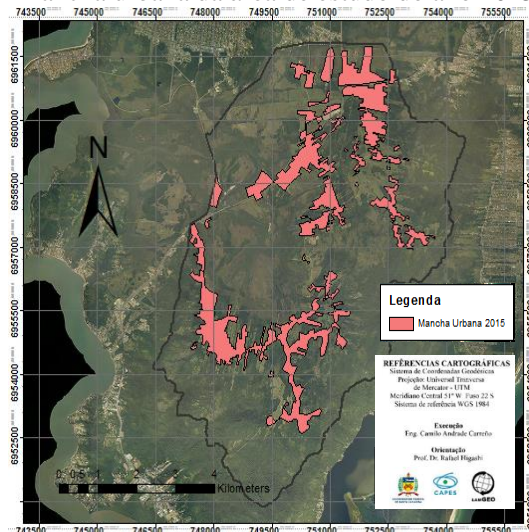 743500 745000 746500 748000 749500 751000 752500 754000 755500
6961500
6960000
6958500
6957000
6955500
6954000
6952500
N
Legenda
Mancha Urbana 2015
REFÊRENCIAS CARTOGRÁFICAS
Sistema de Coordenadas Geodésicas
Projeção: Universal Transversa
de Mercator - UTM
Meridiano Central 51° W Fuso 22 S
Sistema de referência WGS 1984
Execução
Eng. Camilo Andrade Carreño
Orientação
Prof. Dr. Rafael Higashi
CAPES
LabGEO
0 0,5 1 2 3 4
Kilometers
743500 745000 746500 748000 749500 751000 752500 754000 755500